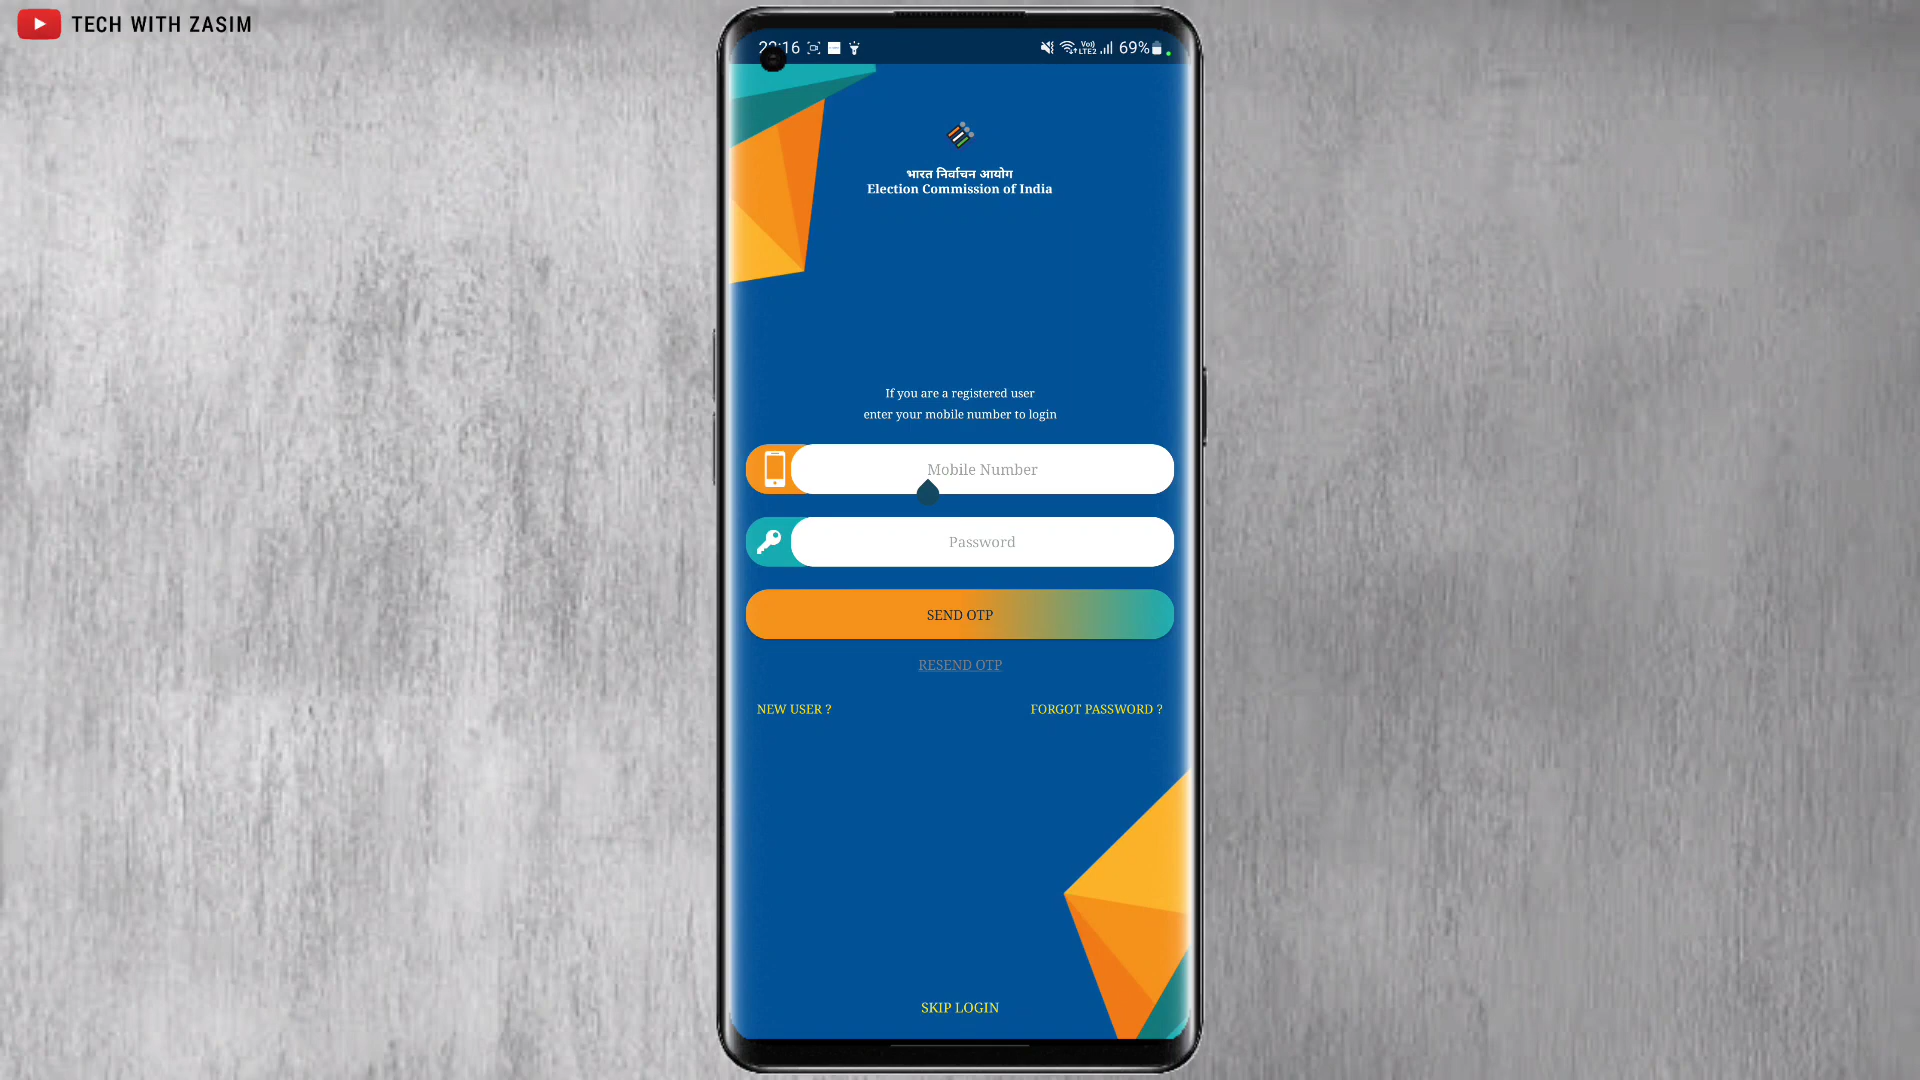 TECH WITH ZASIM
69%
भारत निर्वाचन आयोग
Election Commission of India
If you are a registered user
enter your mobile number to login
Mobile Number
Password
SEND OTP
RESEND OTP
NEW USER ?
FORGOT PASSWORD ?
SKIP LOGIN